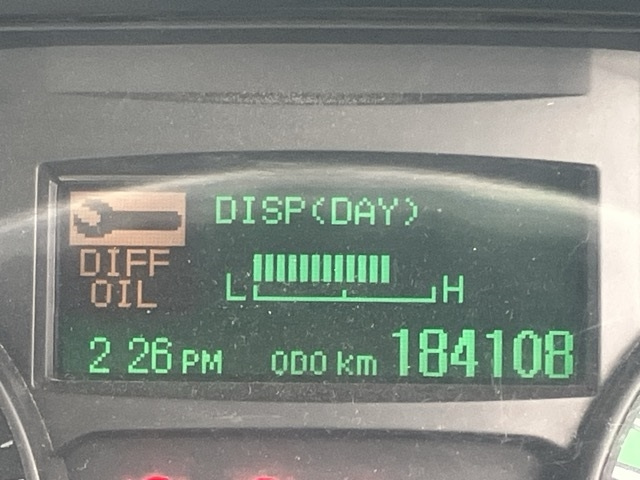 DISP(DAY)
DIFF
OIL
L H
2 26 PM ODO km 184108